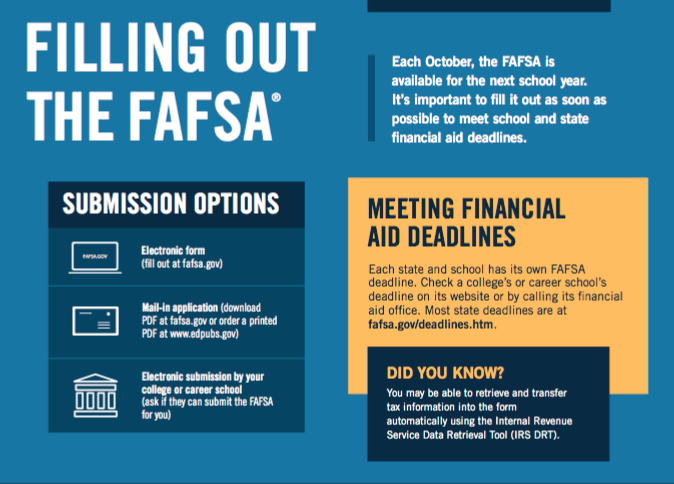 FILLING OUT
THE FAFSA®
Each October, the FAFSA is
available for the next school year.
It's important to fill it out as soon as
possible to meet school and state
financial aid deadlines.
SUBMISSION OPTIONS
FAFSA.GOV
Electronic form
(fill out at fafsa.gov)
Mail-in application (download
PDF at fafsa.gov or order a printed
PDF at www.edpubs.gov)
Electronic submission by your
college or career school
(ask if they can submit the FAFSA
for you)
MEETING FINANCIAL
AID DEADLINES
Each state and school has its own FAFSA
deadline. Check a college's or career school's
deadline on its website or by calling its financial
aid office. Most state deadlines are at
fafsa.gov/deadlines.htm.
DID YOU KNOW?
You may be able to retrieve and transfer
tax information into the form
automatically using the Internal Revenue
Service Data Retrieval Tool (IRS DRT).